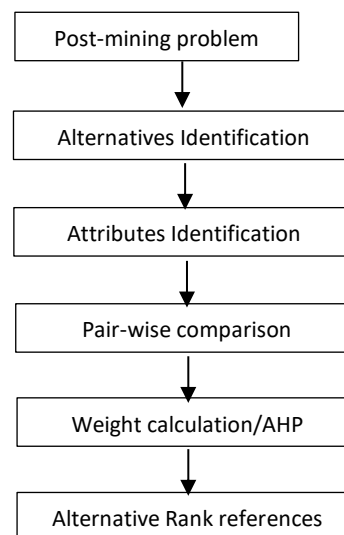 Post-mining problem
Alternatives Identification
Attributes Identification
Pair-wise comparison
Weight calculation/AHP
Alternative Rank references